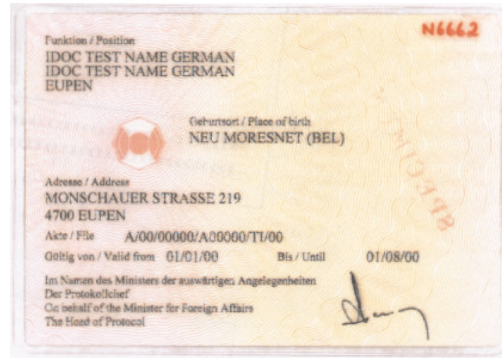 N6662
Funktion / Position
IDOC TEST NAME GERMAN
IDOC TEST NAME GERMAN
EUPEN
Geburtsort / Place of birth
NEU MORESNET (BEL)
SPECIMEN
Adresse / Address
MONSCHAUER STRASSE 219
4700 EUPEN
Akte / File A/00/00000/A00000/TI/00
Gültig von / Valid from 01/01/00 Bis / Until 01/08/00
Im Namen des Ministers der auswärtigen Angelegenheiten
Der Protokollchef
On behalf of the Minister for Foreign Affairs
The Head of Protocol